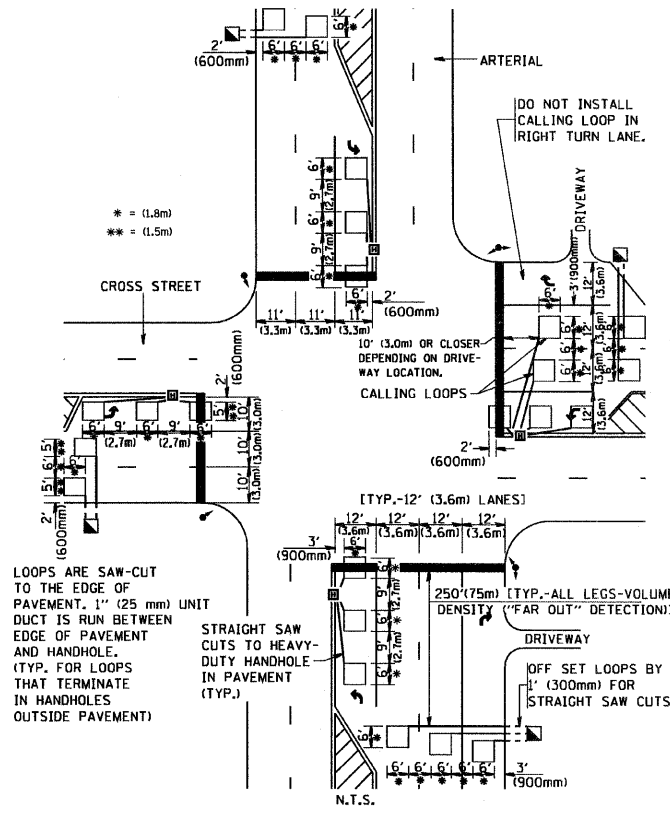 6' 6' 6'
*
6'
*
2'
(600mm)
ARTERIAL
DO NOT INSTALL
CALLING LOOP IN
RIGHT TURN LANE.
DRIVEWAY
* = (1.8m)
** = (1.5m)
6'
9'
(2.7m)
6'
9'
(2.7m)
6'
H
CROSS STREET
6'
*
2'
(600mm)
11' 11' 11'
(3.3m) (3.3m) (3.3m)
3'
(900mm)
12'
(3.6m)
6'
12'
(3.6m)
12'
(3.6m)
12'
(3.6m)
10' (3.0m) OR CLOSER
DEPENDING ON DRIVE-
WAY LOCATION.
CALLING LOOPS
H
2'
(600mm)
2'
(600mm)
H
5'
**
10'
(3.0m)
10'
(3.0m)
10'
(3.0m)
6' 9' 6' 9' 6'
* (2.7m) * (2.7m) *
5'
6'
5'
6'
2'
(600mm)
[TYP.-12' (3.6m) LANES]
12' 12' 12' 12'
(3.6m) (3.6m) (3.6m) (3.6m)
3'
(900mm)
6'
*
6'
9'
(2.7m)
6'
9'
(2.7m)
6'
H
250'(75m) [TYP.-ALL LEGS-VOLUM
DENSITY ("FAR OUT" DETECTION)
DRIVEWAY
LOOPS ARE SAW-CUT
TO THE EDGE OF
PAVEMENT. 1" (25 mm) UNIT
DUCT IS RUN BETWEEN
EDGE OF PAVEMENT
AND HANDHOLE.
(TYP. FOR LOOPS
THAT TERMINATE
IN HANDHOLES
OUTSIDE PAVEMENT)
STRAIGHT SAW
CUTS TO HEAVY-
DUTY HANDHOLE
IN PAVEMENT
(TYP.)
OFF SET LOOPS BY
1' (300mm) FOR
STRAIGHT SAW CUTS
6'
*
6' 6' 6' 6' 6'
* * * * *
3'
(900mm)
N.T.S.